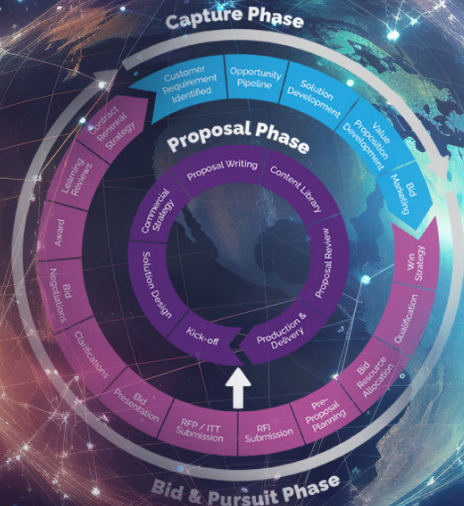 Capture Phase
Customer
Requirement
Identified
Opportunity
Pipeline
Solution
Development
Value
Proposition
Development
Bid
Marketing
Win
Strategy
Qualification
Bid
Resource
Allocation
Pre-
Proposal
Planning
RFI
Submission
RFP / ITT
Submission
Bid
Presentation
Clarifications
Bid
Negotiations
Award
Learning
Reviews
Contract
Renewal
Strategy
Proposal Phase
Kick-off
Solution Design
Commercial
Strategy
Proposal Writing
Content Library
Proposal Review
Production &
Delivery
Bid & Pursuit Phase